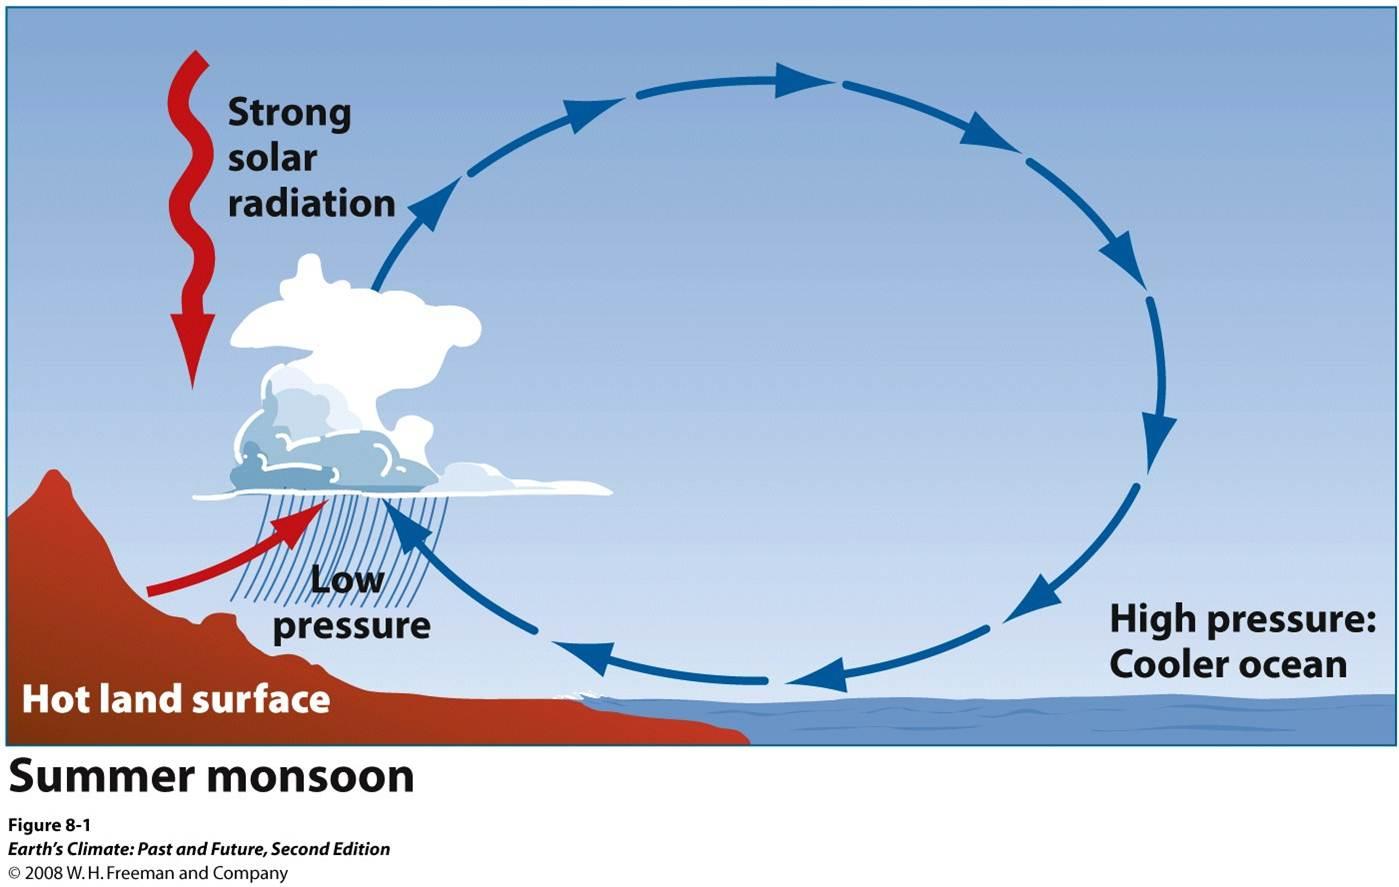 Strong
solar
radiation
Low
pressure
High pressure:
Cooler ocean
Hot land surface
Summer monsoon
Figure 8-1
Earth's Climate: Past and Future, Second Edition
© 2008 W. H. Freeman and Company